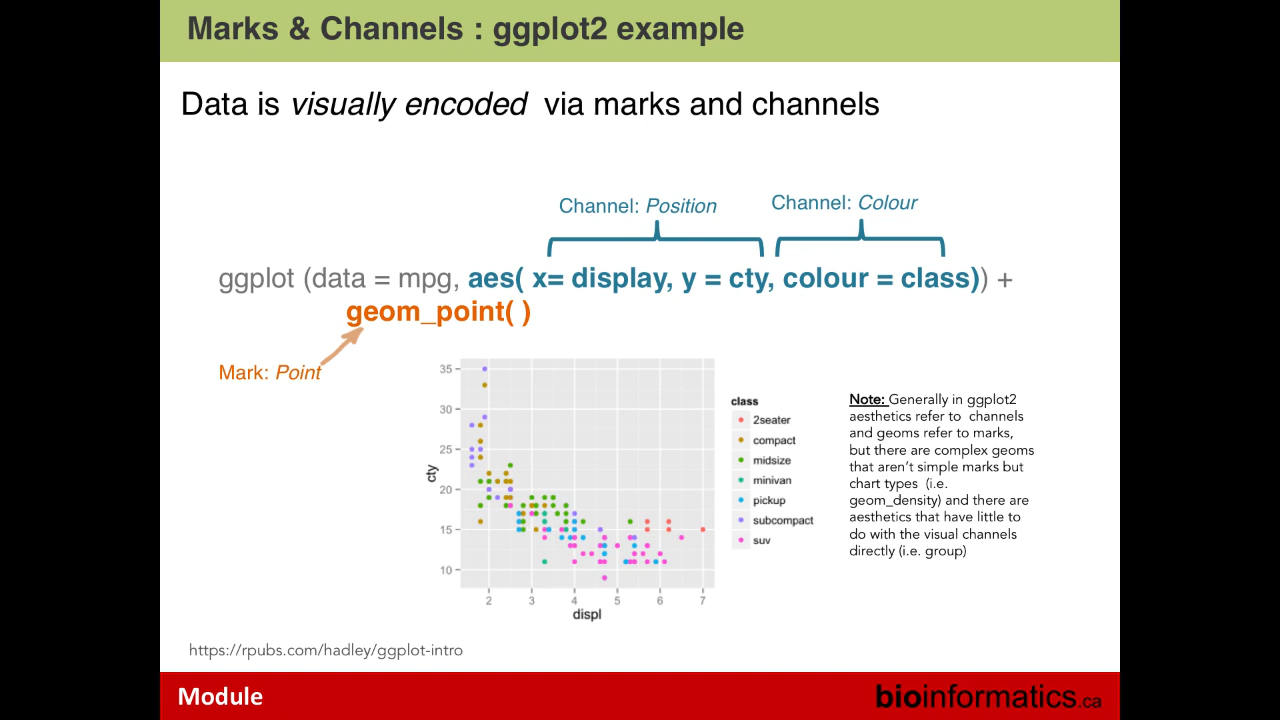 Marks & Channels : ggplot2 example
Data is visually encoded via marks and channels
Channel: Position
Channel: Colour
ggplot (data = mpg, aes( x= display, y = cty, colour = class)) +
geom_point( )
Mark: Point
35
30
25
20
15
10
cty
2
3
4
5
6
7
displ
class
2seater
compact
midsize
minivan
pickup
subcompact
suv
Note: Generally in ggplot2
aesthetics refer to channels
and geoms refer to marks,
but there are complex geoms
that aren't simple marks but
chart types (i.e.
geom_density) and there are
aesthetics that have little to
do with the visual channels
directly (i.e. group)
https://rpubs.com/hadley/ggplot-intro
Module
bioinformatics.ca